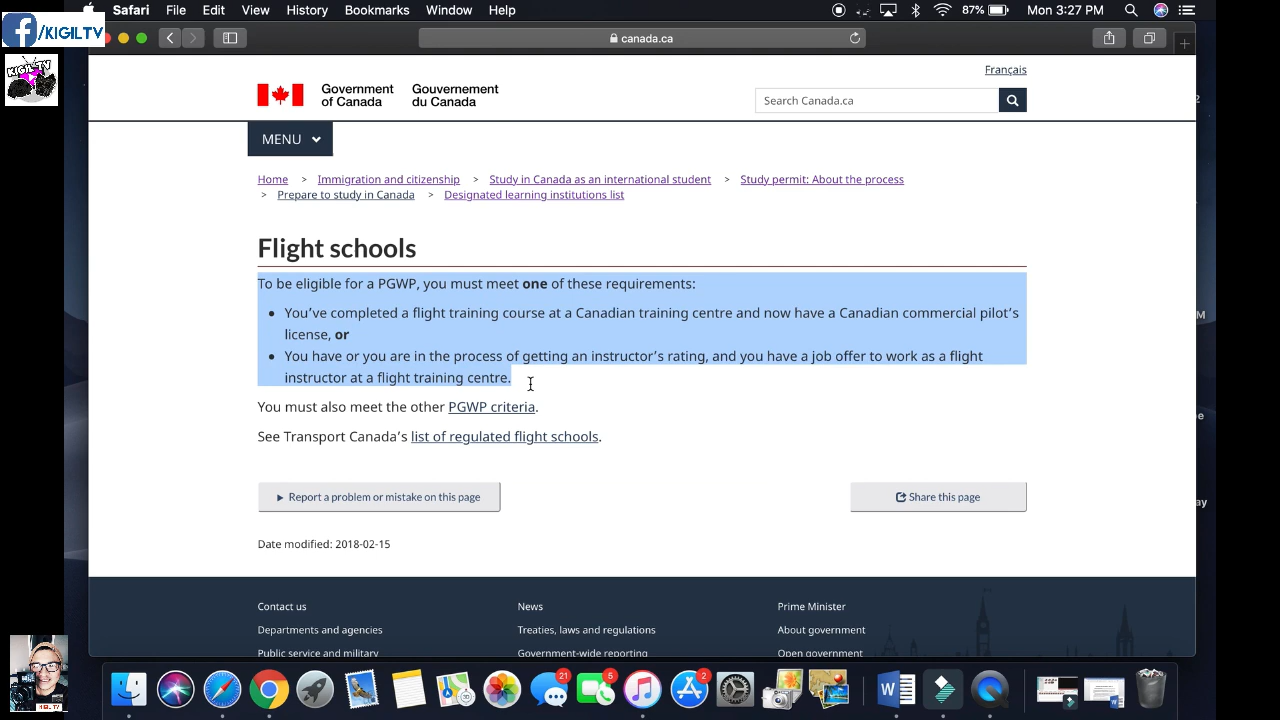 /KIGILTV
Safari File Edit View History Bookmarks Develop Window Help 87% Mon 3:27 PM
canada.ca
KIGIL TV
Français
Government of Canada
Gouvernement du Canada
Search Canada.ca
MENU
Home > Immigration and citizenship > Study in Canada as an international student > Study permit: About the process
> Prepare to study in Canada > Designated learning institutions list
Flight schools
To be eligible for a PGWP, you must meet one of these requirements:
• You’ve completed a flight training course at a Canadian training centre and now have a Canadian commercial pilot’s
license, or
• You have or you are in the process of getting an instructor’s rating, and you have a job offer to work as a flight
instructor at a flight training centre.
You must also meet the other PGWP criteria.
See Transport Canada’s list of regulated flight schools.
Report a problem or mistake on this page
Share this page
Date modified: 2018-02-15
Contact us News Prime Minister
Departments and agencies Treaties, laws and regulations About government
Public service and military Government-wide reporting Open government
21 5 2